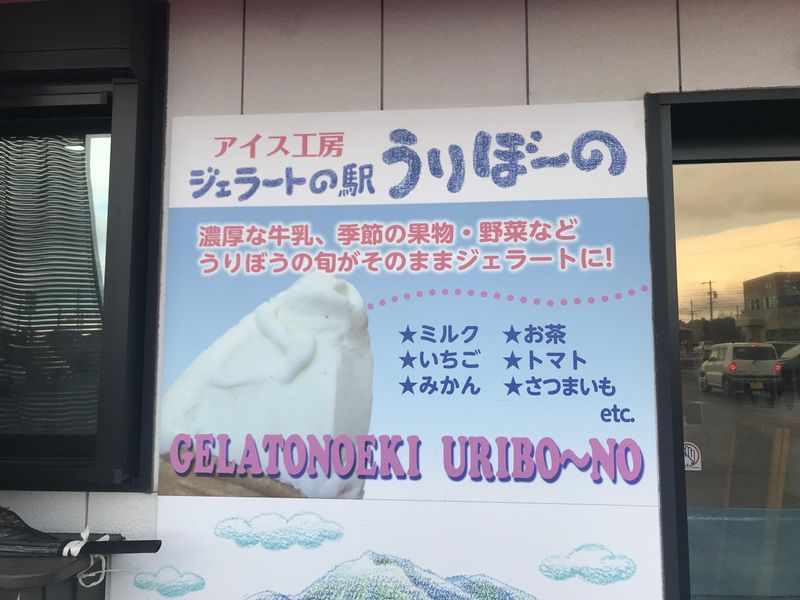 アイス工房
ジェラートの駅 うりぼーの
濃厚な牛乳、季節の果物・野菜など
うりぼうの旬がそのままジェラートに!
★ミルク ★お茶
★いちご ★トマト
★みかん ★さつまいも
etc.
GELATONOEKI URIBO~NO